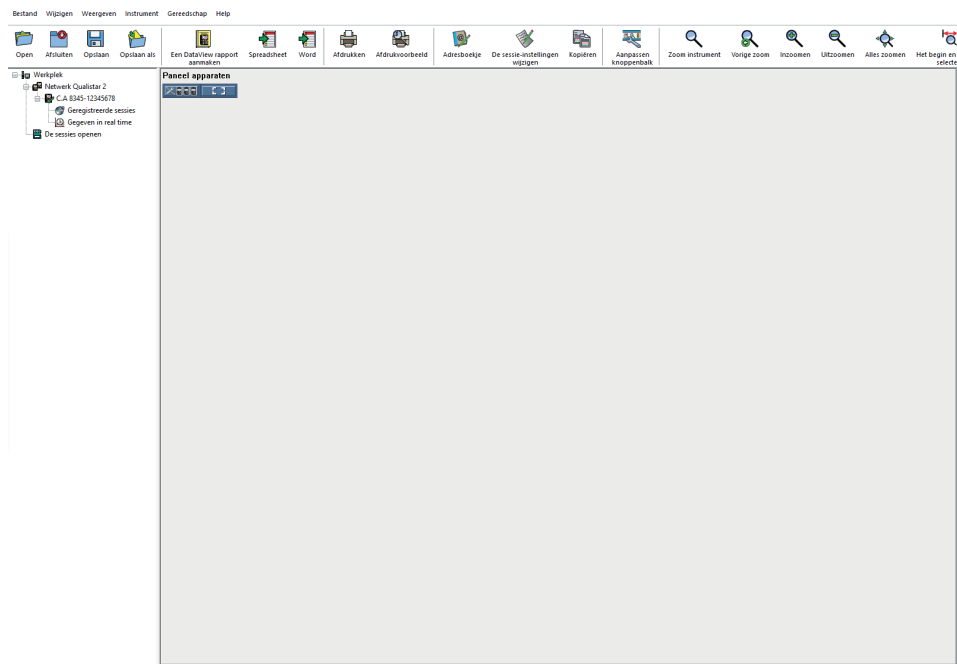 Bestand Wijzigen Weergeven Instrument Gereedschap Help
Open Afsluiten Opslaan Opslaan als Een DataView rapport aanmaken Spreadsheet Word Afdrukken Afdrukvoorbeeld Adresboekje De sessie-instellingen wijzigen Kopiëren Aanpassen knoppenbalk Zoom instrument Vorige zoom Inzoomen Uitzoomen Alles zoomen Het begin en selecte
Werkplek
Netwerk Qualistar 2
C.A 8345-12345678
Geregistreerde sessies
Gegeven in real time
De sessies openen
Paneel apparaten